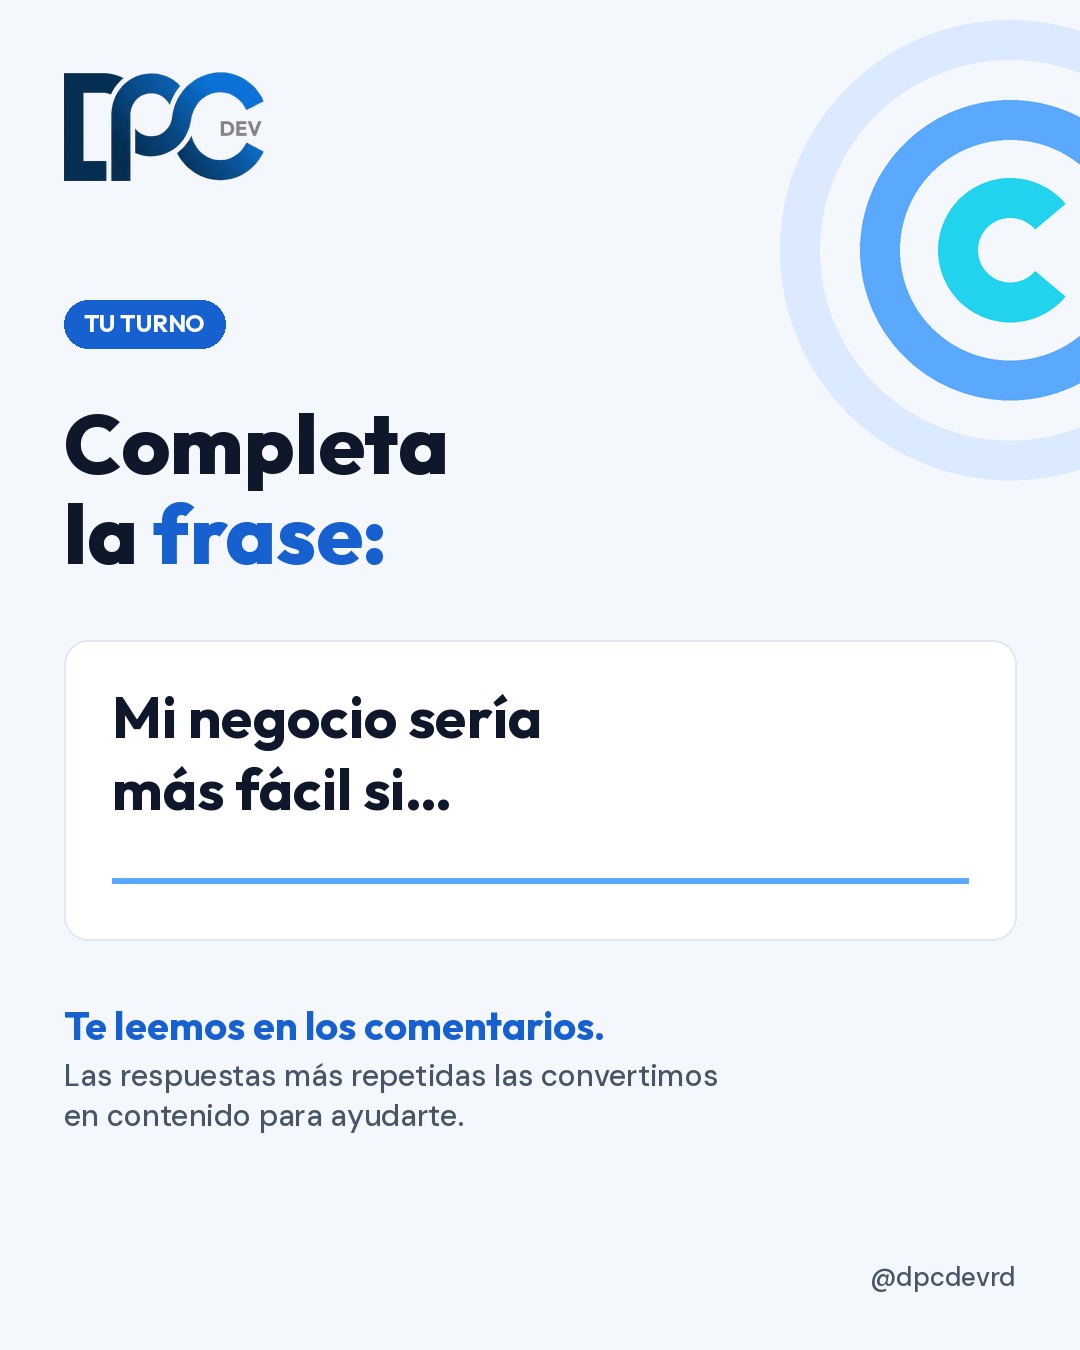 DPC
DEV
TU TURNO
Completa
la frase:
Mi negocio sería
más fácil si...
Te leemos en los comentarios.
Las respuestas más repetidas las convertimos
en contenido para ayudarte.
@dpcdevrd